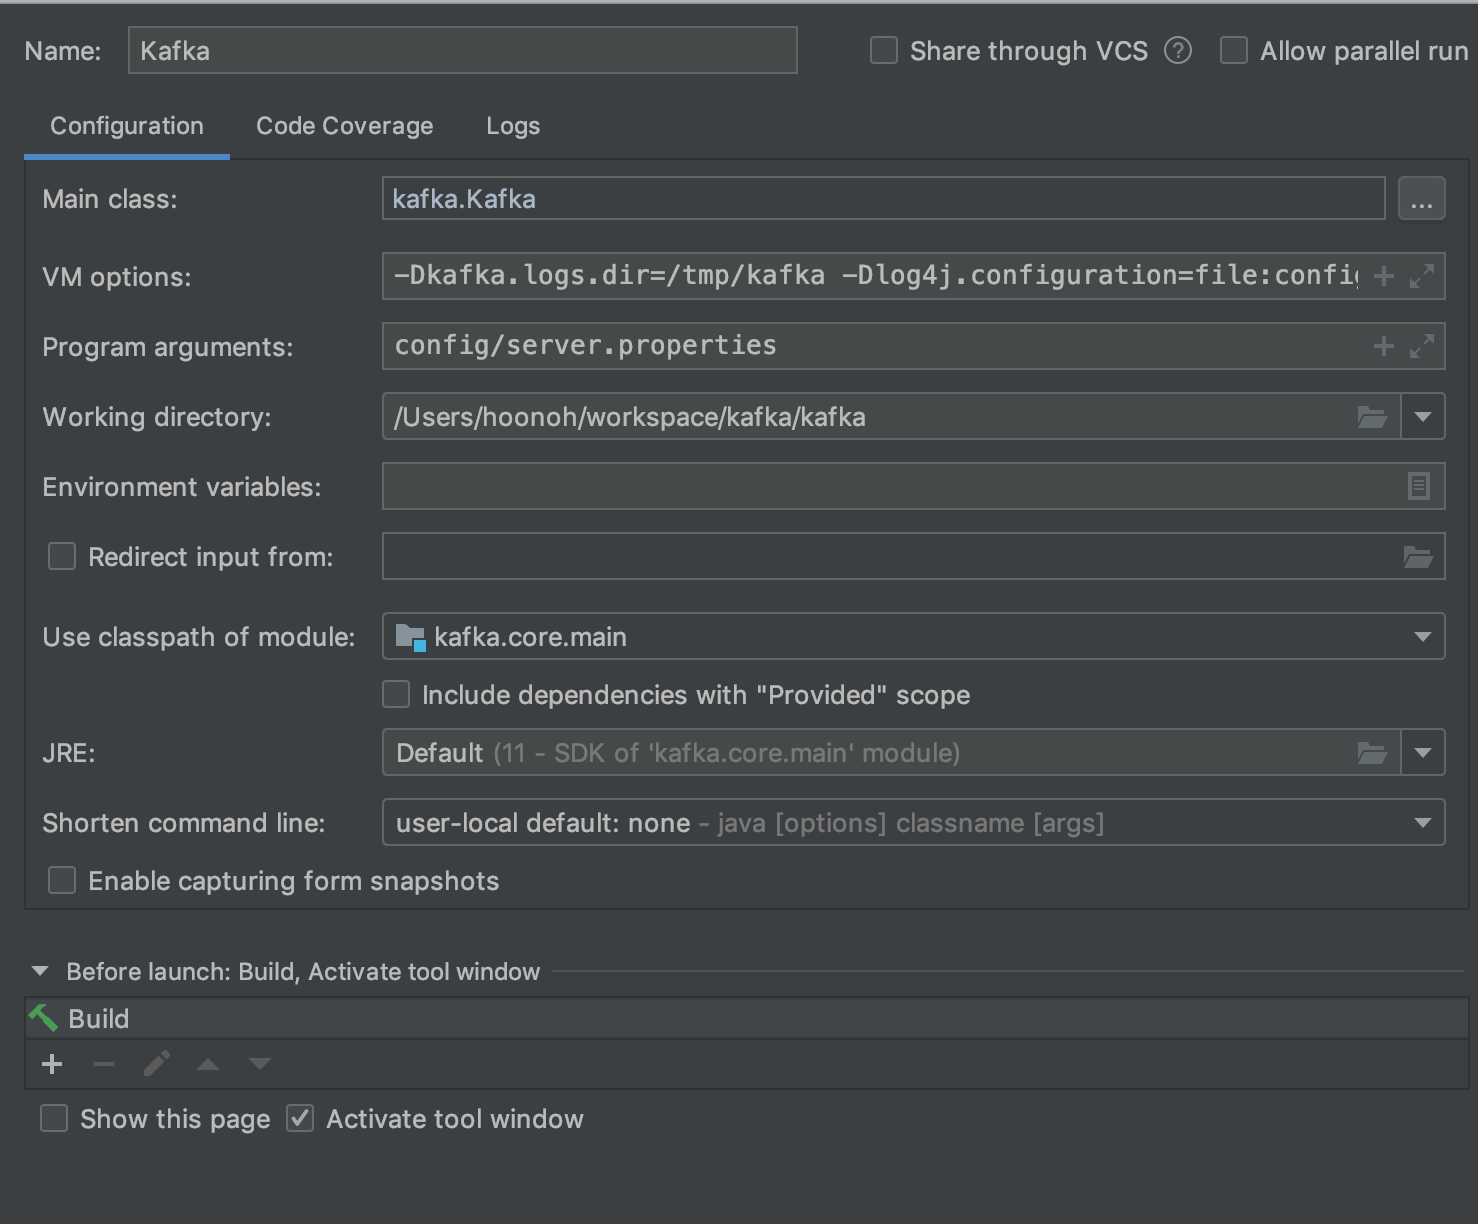 Name: Kafka Share through VCS ? Allow parallel run
Configuration Code Coverage Logs
Main class: kafka.Kafka ...
VM options: -Dkafka.logs.dir=/tmp/kafka -Dlog4j.configuration=file:config
Program arguments: config/server.properties
Working directory: /Users/hoonoh/workspace/kafka/kafka
Environment variables:
Redirect input from:
Use classpath of module: kafka.core.main
Include dependencies with "Provided" scope
JRE: Default (11 - SDK of 'kafka.core.main' module)
Shorten command line: user-local default: none - java [options] classname [args]
Enable capturing form snapshots
Before launch: Build, Activate tool window
Build
Show this page Activate tool window